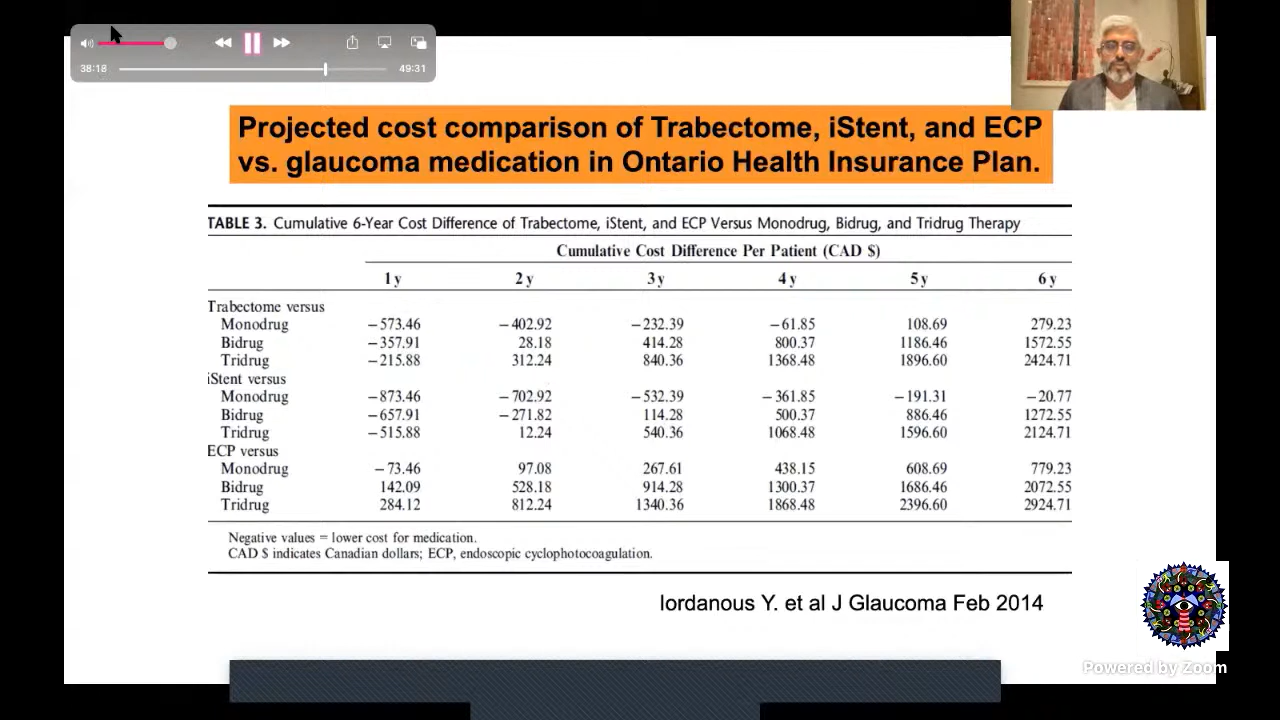 38:18
49:31
Projected cost comparison of Trabectome, iStent, and ECP
vs. glaucoma medication in Ontario Health Insurance Plan.
TABLE 3. Cumulative 6-Year Cost Difference of Trabectome, iStent, and ECP Versus Monodrug, Bidrug, and Tridrug Therapy
Cumulative Cost Difference Per Patient (CAD $)
1 y 2 y 3 y 4 y 5 y 6 y
Trabectome versus
Monodrug −573.46 −402.92 −232.39 −61.85 108.69 279.23
Bidrug −357.91 28.18 414.28 800.37 1186.46 1572.55
Tridrug −215.88 312.24 840.36 1368.48 1896.60 2424.71
iStent versus
Monodrug −873.46 −702.92 −532.39 −361.85 −191.31 −20.77
Bidrug −657.91 −271.82 114.28 500.37 886.46 1272.55
Tridrug −515.88 12.24 540.36 1068.48 1596.60 2124.71
ECP versus
Monodrug −73.46 97.08 267.61 438.15 608.69 779.23
Bidrug 142.09 528.18 914.28 1300.37 1686.46 2072.55
Tridrug 284.12 812.24 1340.36 1868.48 2396.60 2924.71
Negative values = lower cost for medication.
CAD $ indicates Canadian dollars; ECP, endoscopic cyclophotocoagulation.
Iordanous Y. et al J Glaucoma Feb 2014
Powered by Zoom